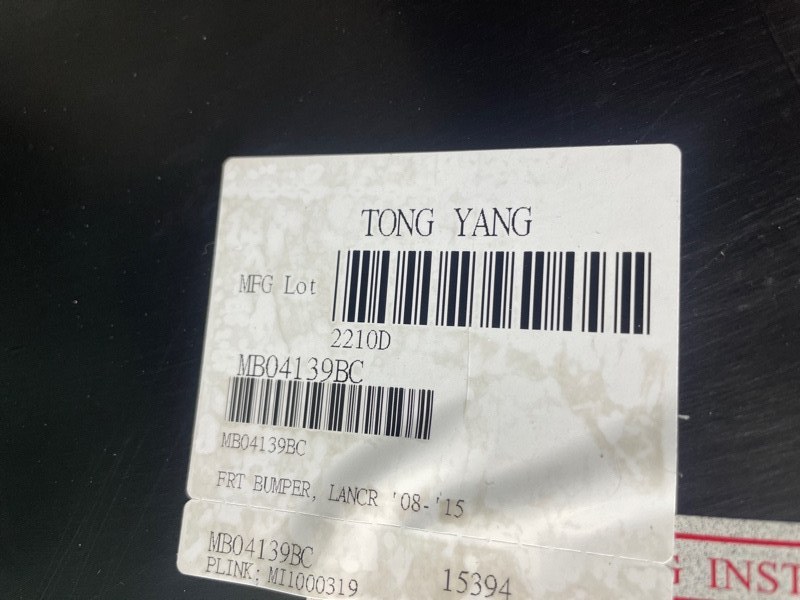 TONG YANG
MFG Lot
2210D
MB04139BC
MB04139BC
FRT BUMPER, LANCR '08-'15
MB04139BC
PLINK: MI1000319
15394
G INST